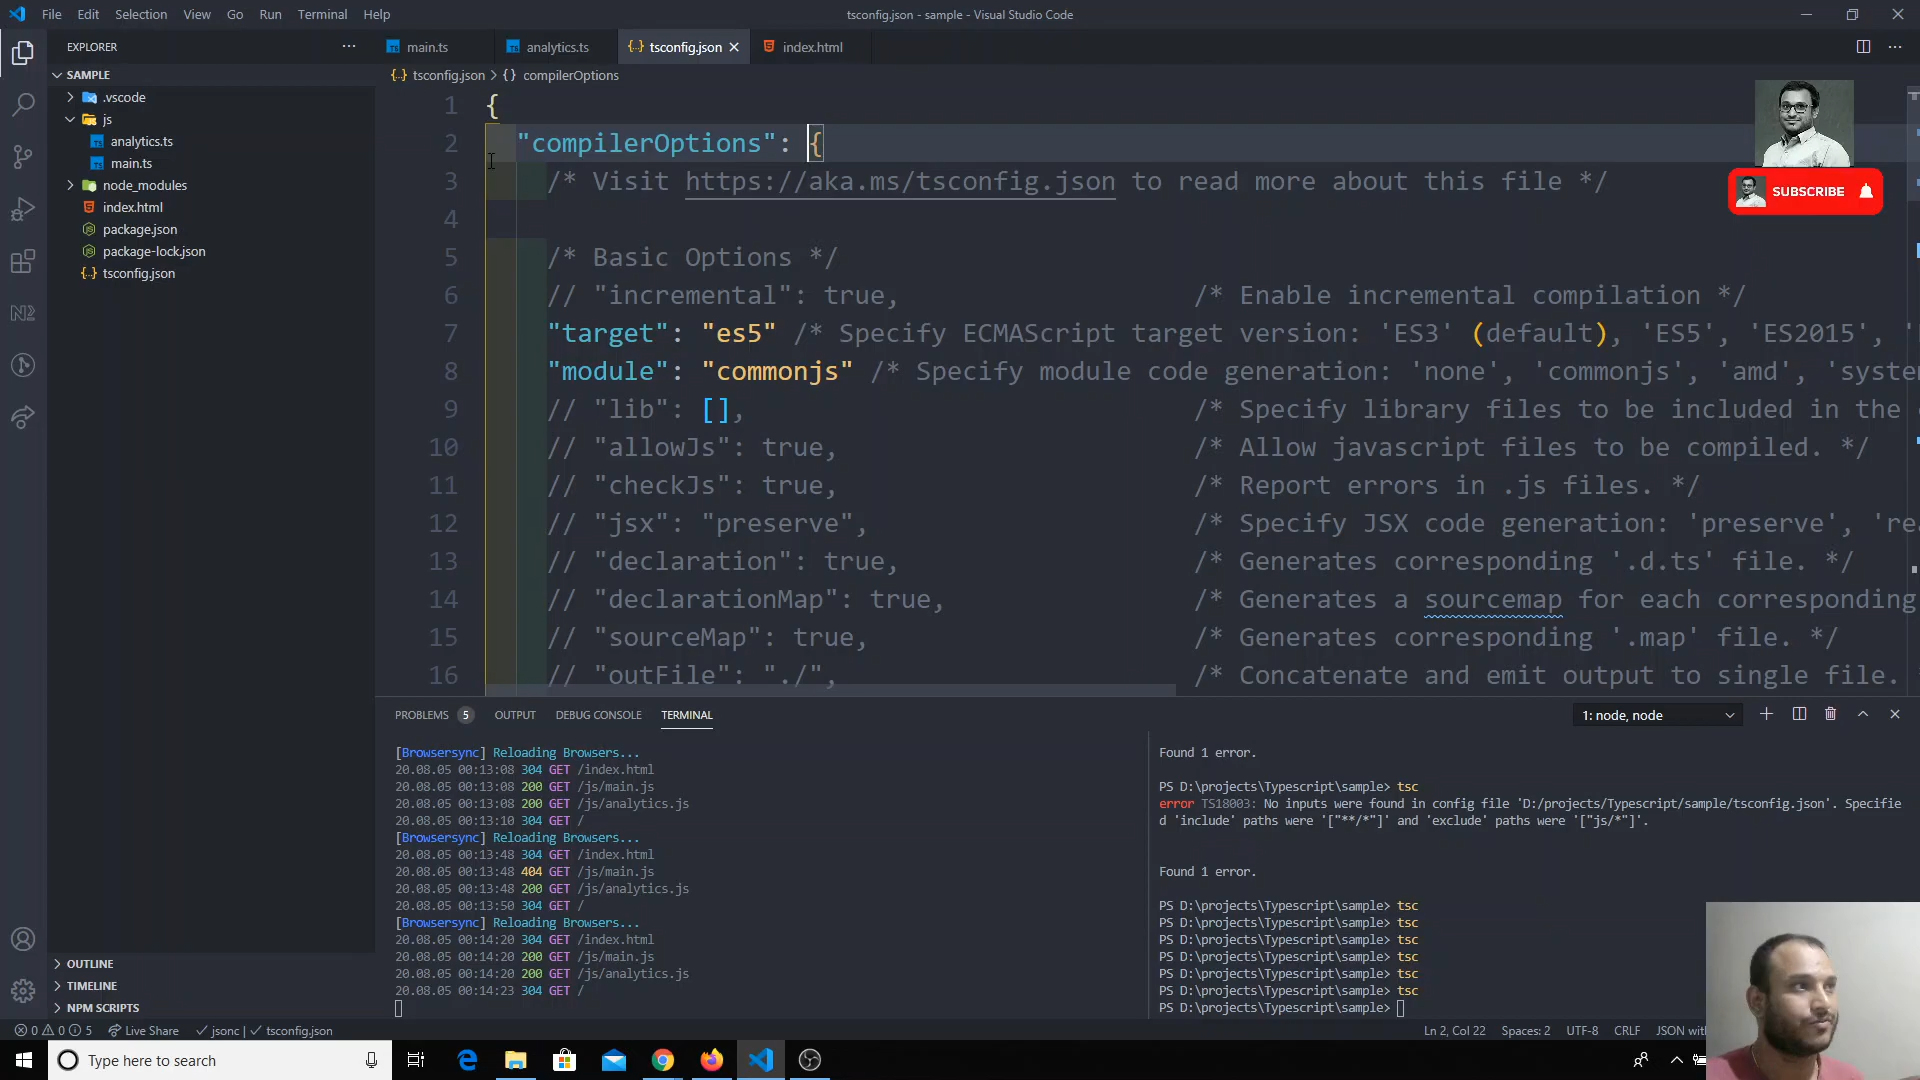 File Edit Selection View Go Run Terminal Help
tsconfig.json - sample - Visual Studio Code
EXPLORER
main.ts
analytics.ts
tsconfig.json
index.html
SAMPLE
.vscode
js
analytics.ts
main.ts
node_modules
index.html
package.json
package-lock.json
tsconfig.json
OUTLINE
TIMELINE
NPM SCRIPTS
tsconfig.json > {} compilerOptions
1 {
2 "compilerOptions": {
3 /* Visit https://aka.ms/tsconfig.json to read more about this file */
4
5 /* Basic Options */
6 // "incremental": true, /* Enable incremental compilation */
7 "target": "es5" /* Specify ECMAScript target version: 'ES3' (default), 'ES5', 'ES2015', '
8 "module": "commonjs" /* Specify module code generation: 'none', 'commonjs', 'amd', 'system
9 // "lib": [], /* Specify library files to be included in the
10 // "allowJs": true, /* Allow javascript files to be compiled. */
11 // "checkJs": true, /* Report errors in .js files. */
12 // "jsx": "preserve", /* Specify JSX code generation: 'preserve', 'rea
13 // "declaration": true, /* Generates corresponding '.d.ts' file. */
14 // "declarationMap": true, /* Generates a sourcemap for each corresponding
15 // "sourceMap": true, /* Generates corresponding '.map' file. */
16 // "outFile": "./", /* Concatenate and emit output to single file.
SUBSCRIBE
PROBLEMS 5 OUTPUT DEBUG CONSOLE TERMINAL
1: node, node
[Browsersync] Reloading Browsers...
20.08.05 00:13:08 304 GET /index.html
20.08.05 00:13:08 200 GET /js/main.js
20.08.05 00:13:08 200 GET /js/analytics.js
20.08.05 00:13:10 304 GET /
[Browsersync] Reloading Browsers...
20.08.05 00:13:48 304 GET /index.html
20.08.05 00:13:48 404 GET /js/main.js
20.08.05 00:13:48 200 GET /js/analytics.js
20.08.05 00:13:50 304 GET /
[Browsersync] Reloading Browsers...
20.08.05 00:14:20 304 GET /index.html
20.08.05 00:14:20 200 GET /js/main.js
20.08.05 00:14:20 200 GET /js/analytics.js
20.08.05 00:14:23 304 GET /
Found 1 error.
PS D:\projects\Typescript\sample> tsc
error TS18003: No inputs were found in config file 'D:/projects/Typescript/sample/tsconfig.json'. Specifie
d 'include' paths were '["**/*"]' and 'exclude' paths were '["js/*"]'.
Found 1 error.
PS D:\projects\Typescript\sample> tsc
PS D:\projects\Typescript\sample> tsc
PS D:\projects\Typescript\sample> tsc
PS D:\projects\Typescript\sample> tsc
PS D:\projects\Typescript\sample> tsc
PS D:\projects\Typescript\sample> tsc
PS D:\projects\Typescript\sample>
0 0 5 Live Share jsonc | tsconfig.json
Ln 2, Col 22 Spaces: 2 UTF-8 CRLF JSON wit
Type here to search